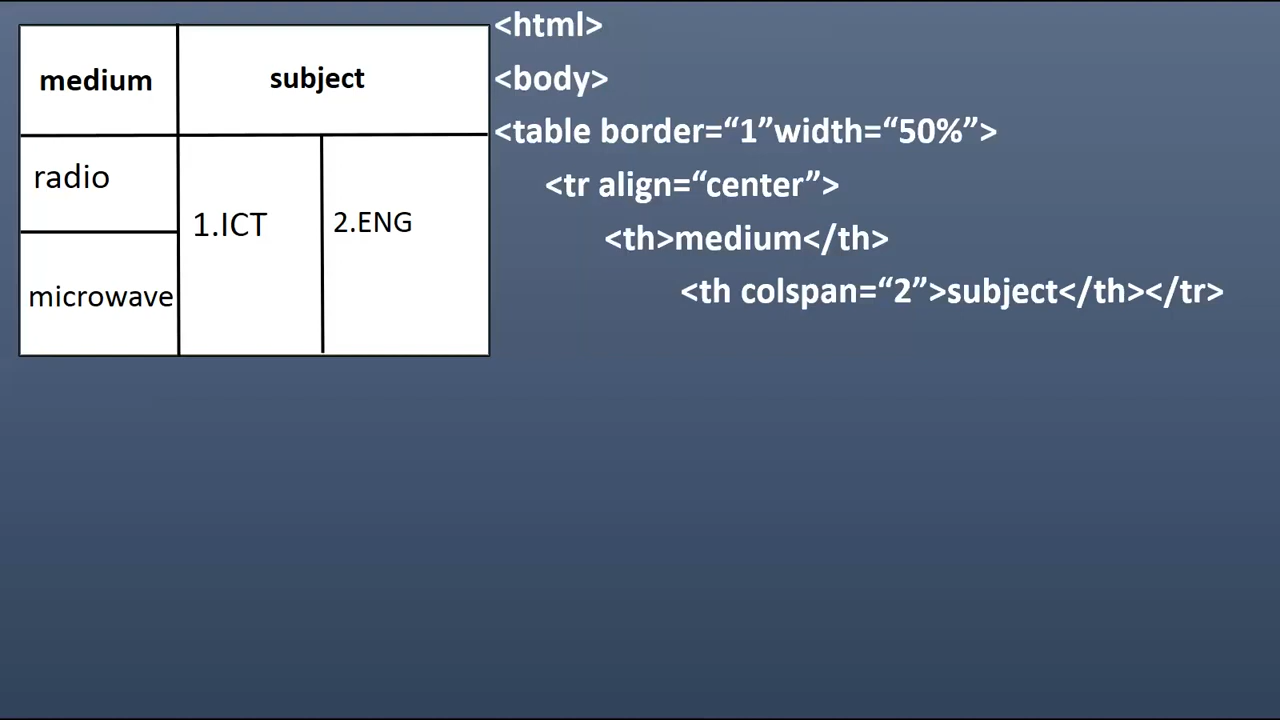 medium subject
radio
1.ICT 2.ENG
microwave
<html>
<body>
<table border=“1”width=“50%”>
<tr align=“center”>
<th>medium</th>
<th colspan=“2”>subject</th></tr>